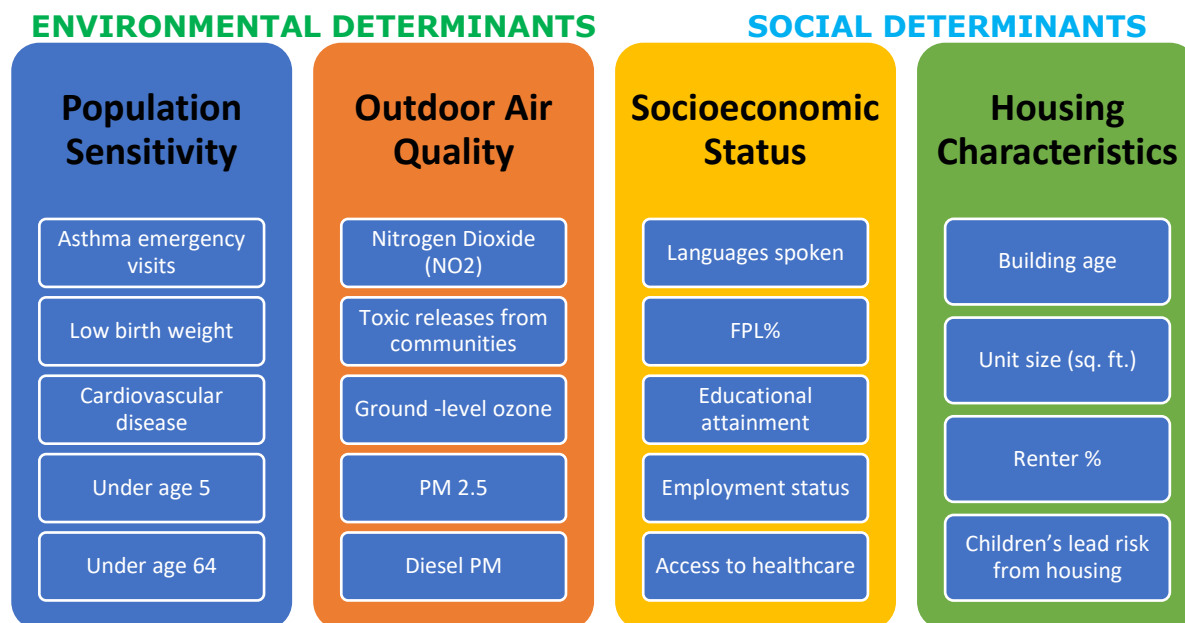 ENVIRONMENTAL DETERMINANTS
Population
Sensitivity
Asthma emergency
visits
Low birth weight
Cardiovascular
disease
Under age 5
Under age 64
Outdoor Air
Quality
Nitrogen Dioxide
(NO2)
Toxic releases from
communities
Ground -level ozone
PM 2.5
Diesel PM
SOCIAL DETERMINANTS
Socioeconomic
Status
Languages spoken
FPL%
Educational
attainment
Employment status
Access to healthcare
Housing
Characteristics
Building age
Unit size (sq. ft.)
Renter %
Children’s lead risk
from housing